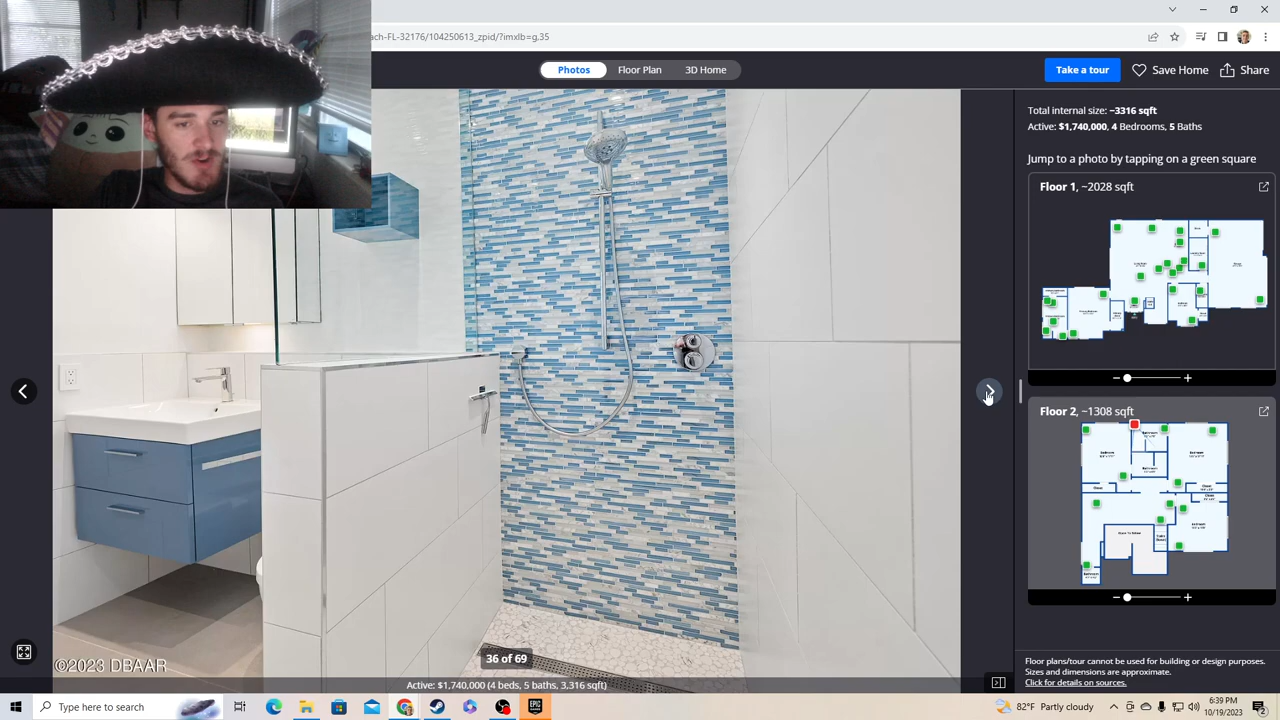 ach-FL-32176/104250613_zpid/?imxlb=g,35
Photos
Floor Plan
3D Home
Take a tour
Save Home
Share
Total internal size: ~3316 sqft
Active: $1,740,000, 4 Bedrooms, 5 Baths
Jump to a photo by tapping on a green square
Floor 1, ~2028 sqft
Floor 2, ~1308 sqft
36 of 69
©2023 DBAAR
Active: $1,740,000 (4 beds, 5 baths, 3,316 sqft)
Floor plans/tour cannot be used for building or design purposes.
Sizes and dimensions are approximate.
Click for details on sources.
Type here to search
EPIC
82°F Partly cloudy
6:39 PM
10/19/2023